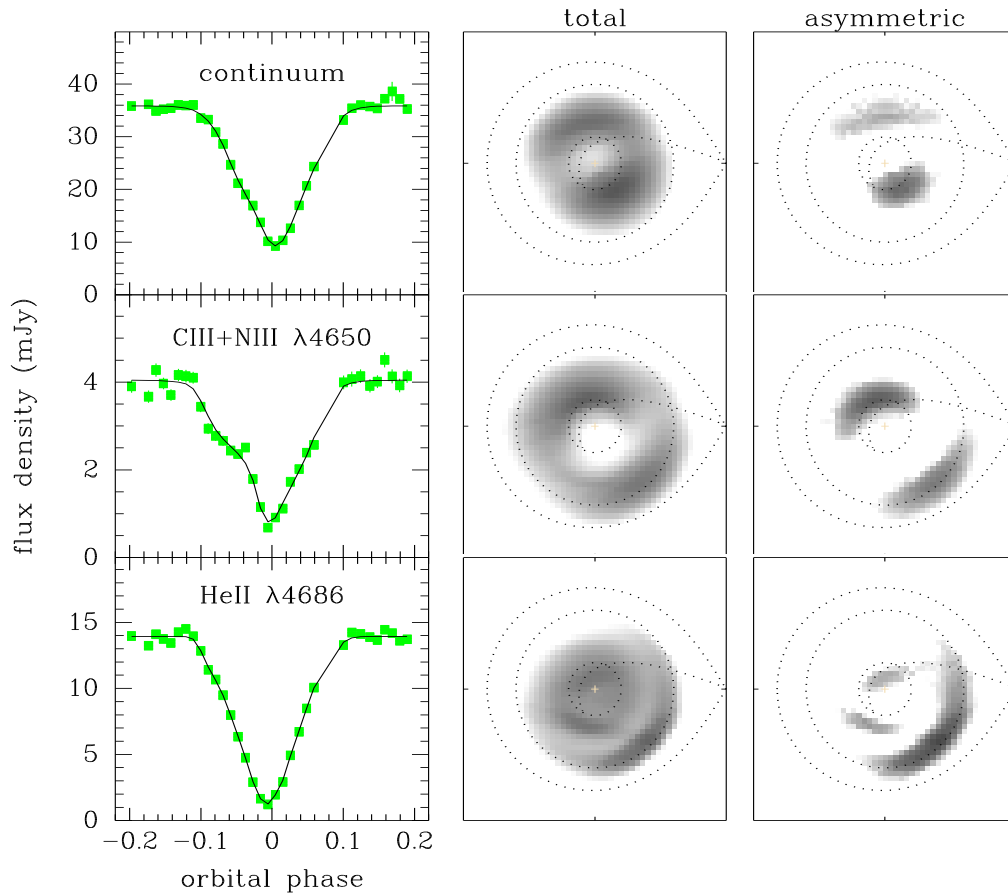 total
asymmetric
continuum
40
30
20
10
0
CIII+NIII λ4650
4
2
0
HeII λ4686
15
10
5
0
−0.2
−0.1
0
0.1
0.2
orbital phase
flux density (mJy)